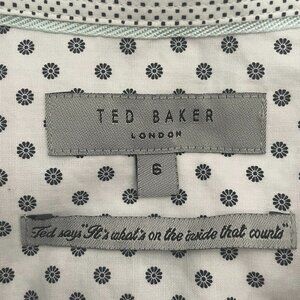 TED BAKER
LONDON
6
Ted says "It's what's on the inside that counts"